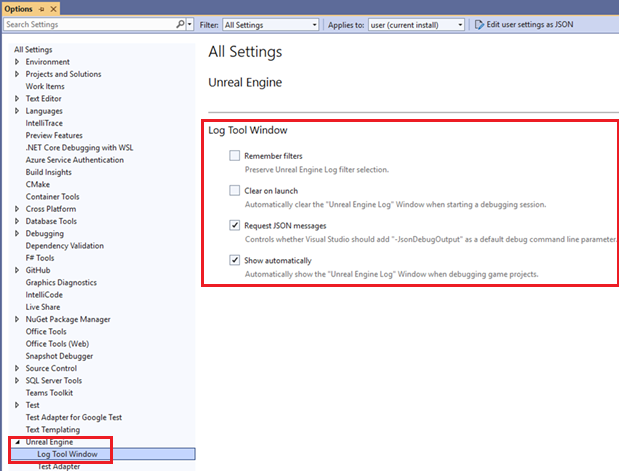 Options
Search Settings
Filter: All Settings
Applies to: user (current install)
Edit user settings as JSON
All Settings
Environment
Projects and Solutions
Work Items
Text Editor
Languages
IntelliTrace
Preview Features
.NET Core Debugging with WSL
Azure Service Authentication
Build Insights
CMake
Container Tools
Cross Platform
Database Tools
Debugging
Dependency Validation
F# Tools
GitHub
Graphics Diagnostics
IntelliCode
Live Share
NuGet Package Manager
Office Tools
Office Tools (Web)
Snapshot Debugger
Source Control
SQL Server Tools
Teams Toolkit
Test
Test Adapter for Google Test
Text Templating
Unreal Engine
Log Tool Window
Test Adapter
All Settings
Unreal Engine
Log Tool Window
Remember filters
Preserve Unreal Engine Log filter selection.
Clear on launch
Automatically clear the "Unreal Engine Log" Window when starting a debugging session.
Request JSON messages
Controls whether Visual Studio should add "-JsonDebugOutput" as a default debug command line parameter.
Show automatically
Automatically show the "Unreal Engine Log" Window when debugging game projects.